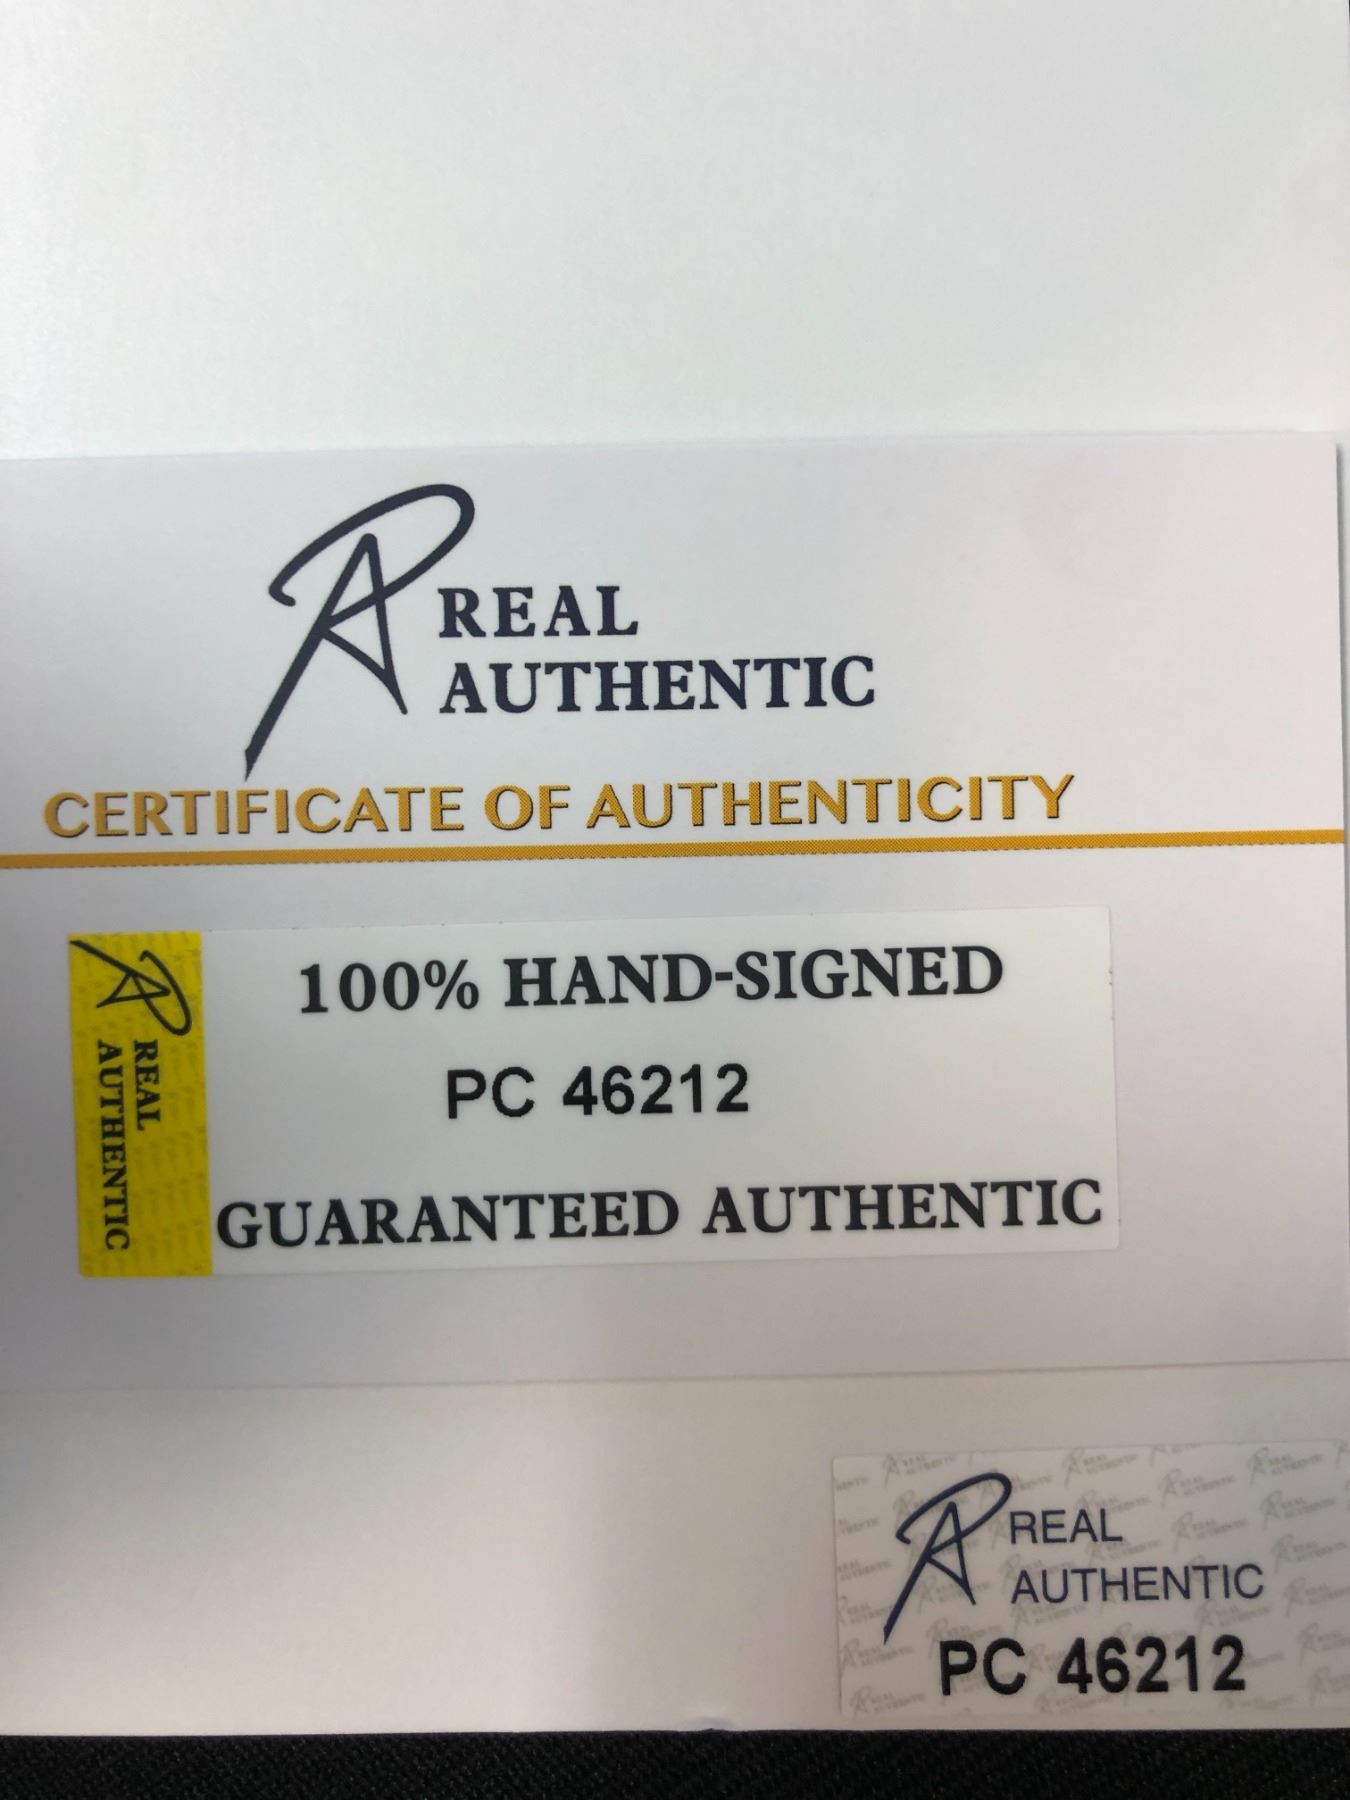 REAL
AUTHENTIC
CERTIFICATE OF AUTHENTICITY
REAL
AUTHENTIC
100% HAND-SIGNED
PC 46212
GUARANTEED AUTHENTIC
REAL
AUTHENTIC
PC 46212